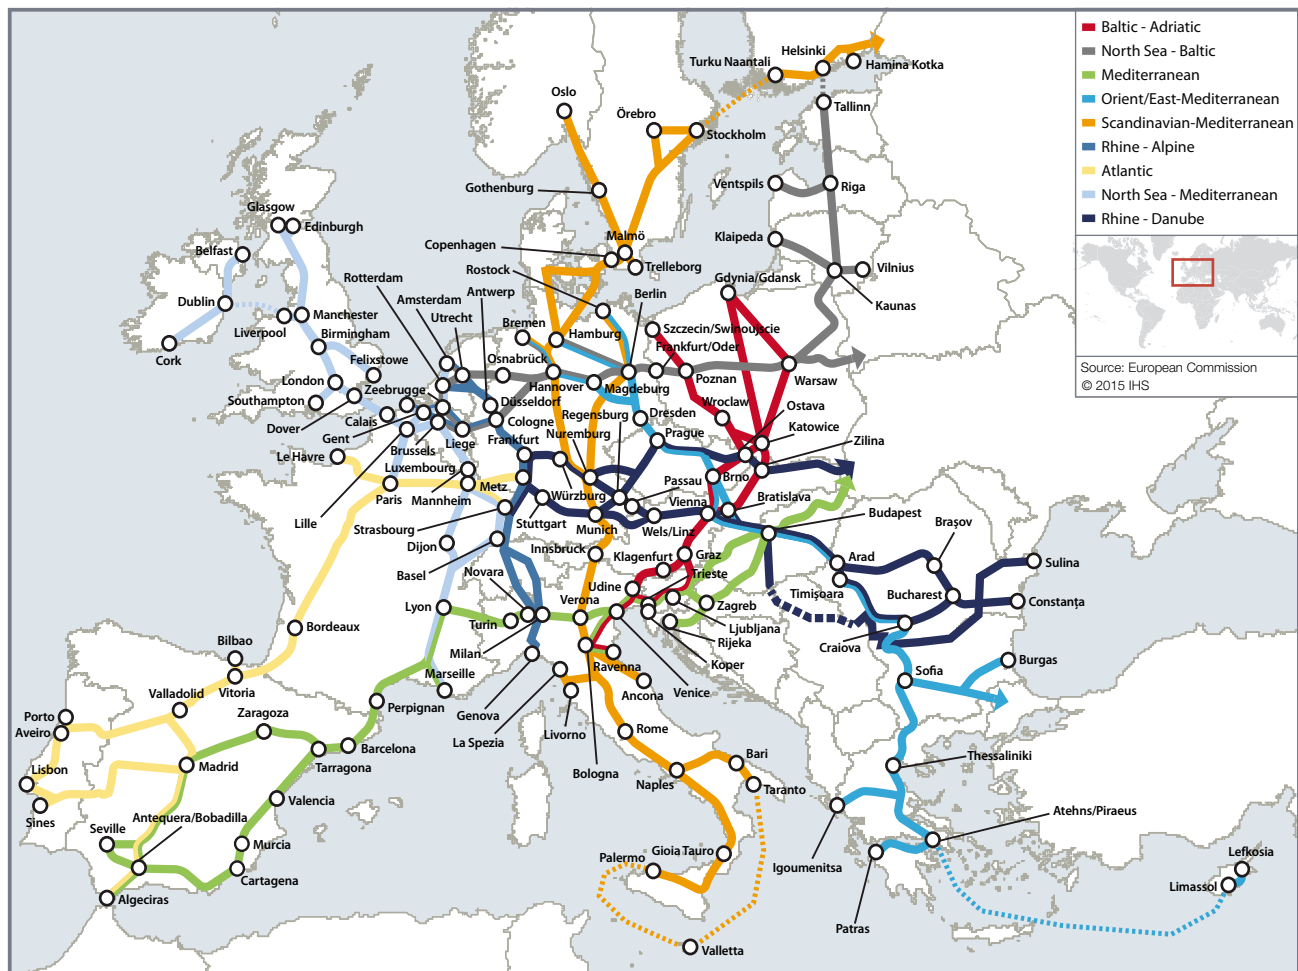 Baltic - Adriatic
North Sea - Baltic
Mediterranean
Orient/East-Mediterranean
Scandinavian-Mediterranean
Rhine - Alpine
Atlantic
North Sea - Mediterranean
Rhine - Danube
Source: European Commission
© 2015 IHS
Helsinki
Turku Naantali
Hamina Kotka
Oslo
Örebro
Tallinn
Stockholm
Gothenburg
Ventspils
Riga
Glasgow
Edinburgh
Belfast
Copenhagen
Malmö
Klaipeda
Rostock
Trelleborg
Vilnius
Rotterdam
Gdynia/Gdansk
Antwerp
Berlin
Amsterdam
Kaunas
Dublin
Utrecht
Manchester
Liverpool
Bremen
Szczecin/Swinoujscie
Birmingham
Hamburg
Frankfurt/Oder
Cork
Felixstowe
Osnabrück
London
Zeebrugge
Hannover
Magdeburg
Poznan
Warsaw
Southampton
Düsseldorf
Regensburg
Wroclaw
Ostava
Calais
Dover
Cologne
Dresden
Katowice
Gent
Liege
Nuremburg
Prague
Zilina
Brussels
Frankfurt
Le Havre
Luxembourg
Metz
Brno
Passau
Paris
Mannheim
Würzburg
Vienna
Bratislava
Lille
Strasbourg
Stuttgart
Munich
Wels/Linz
Budapest
Braşov
Dijon
Innsbruck
Klagenfurt
Graz
Arad
Sulina
Basel
Novara
Trieste
Udine
Timişoara
Bucharest
Constanţa
Lyon
Verona
Zagreb
Turin
Ljubljana
Bordeaux
Rijeka
Craiova
Bilbao
Milan
Koper
Ravenna
Sofia
Burgas
Marseille
Vitoria
Ancona
Venice
Valladolid
Perpignan
Zaragoza
Genova
Porto
Aveiro
La Spezia
Livorno
Rome
Barcelona
Bari
Thessaliniki
Lisbon
Madrid
Tarragona
Bologna
Naples
Taranto
Valencia
Sines
Atehns/Piraeus
Antequera/Bobadilla
Seville
Murcia
Gioia Tauro
Palermo
Igoumenitsa
Lefkosia
Cartagena
Limassol
Algeciras
Patras
Valletta